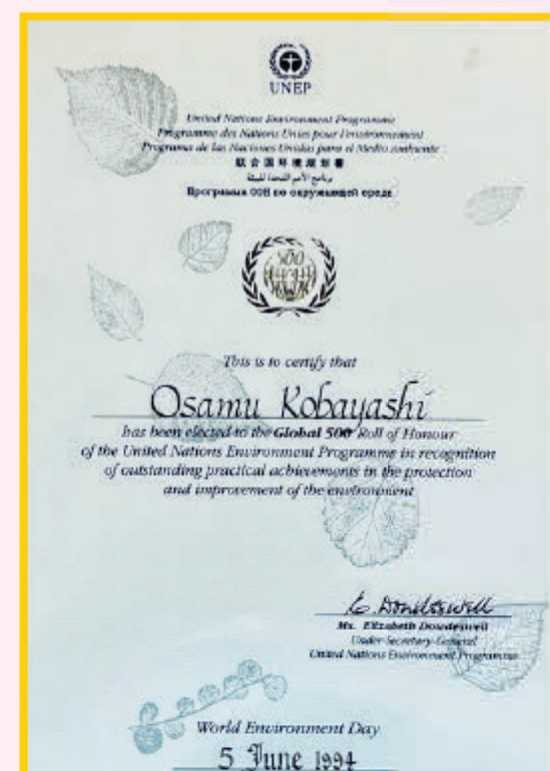 UNEP
United Nations Environment Programme
Programme des Nations Unies pour l'environnement
Programa de las Naciones Unidas para el Medio Ambiente
联合国环境规划署
برنامج الأمم المتحدة للبيئة
Программа ООН по окружающей среде
500
This is to certify that
Osamu Kobayashi
has been elected to the Global 500 Roll of Honour
of the United Nations Environment Programme in recognition
of outstanding practical achievements in the protection
and improvement of the environment
E. Dowdeswell
Ms. Elizabeth Dowdeswell
Under-Secretary-General
United Nations Environment Programme
World Environment Day
5 June 1994